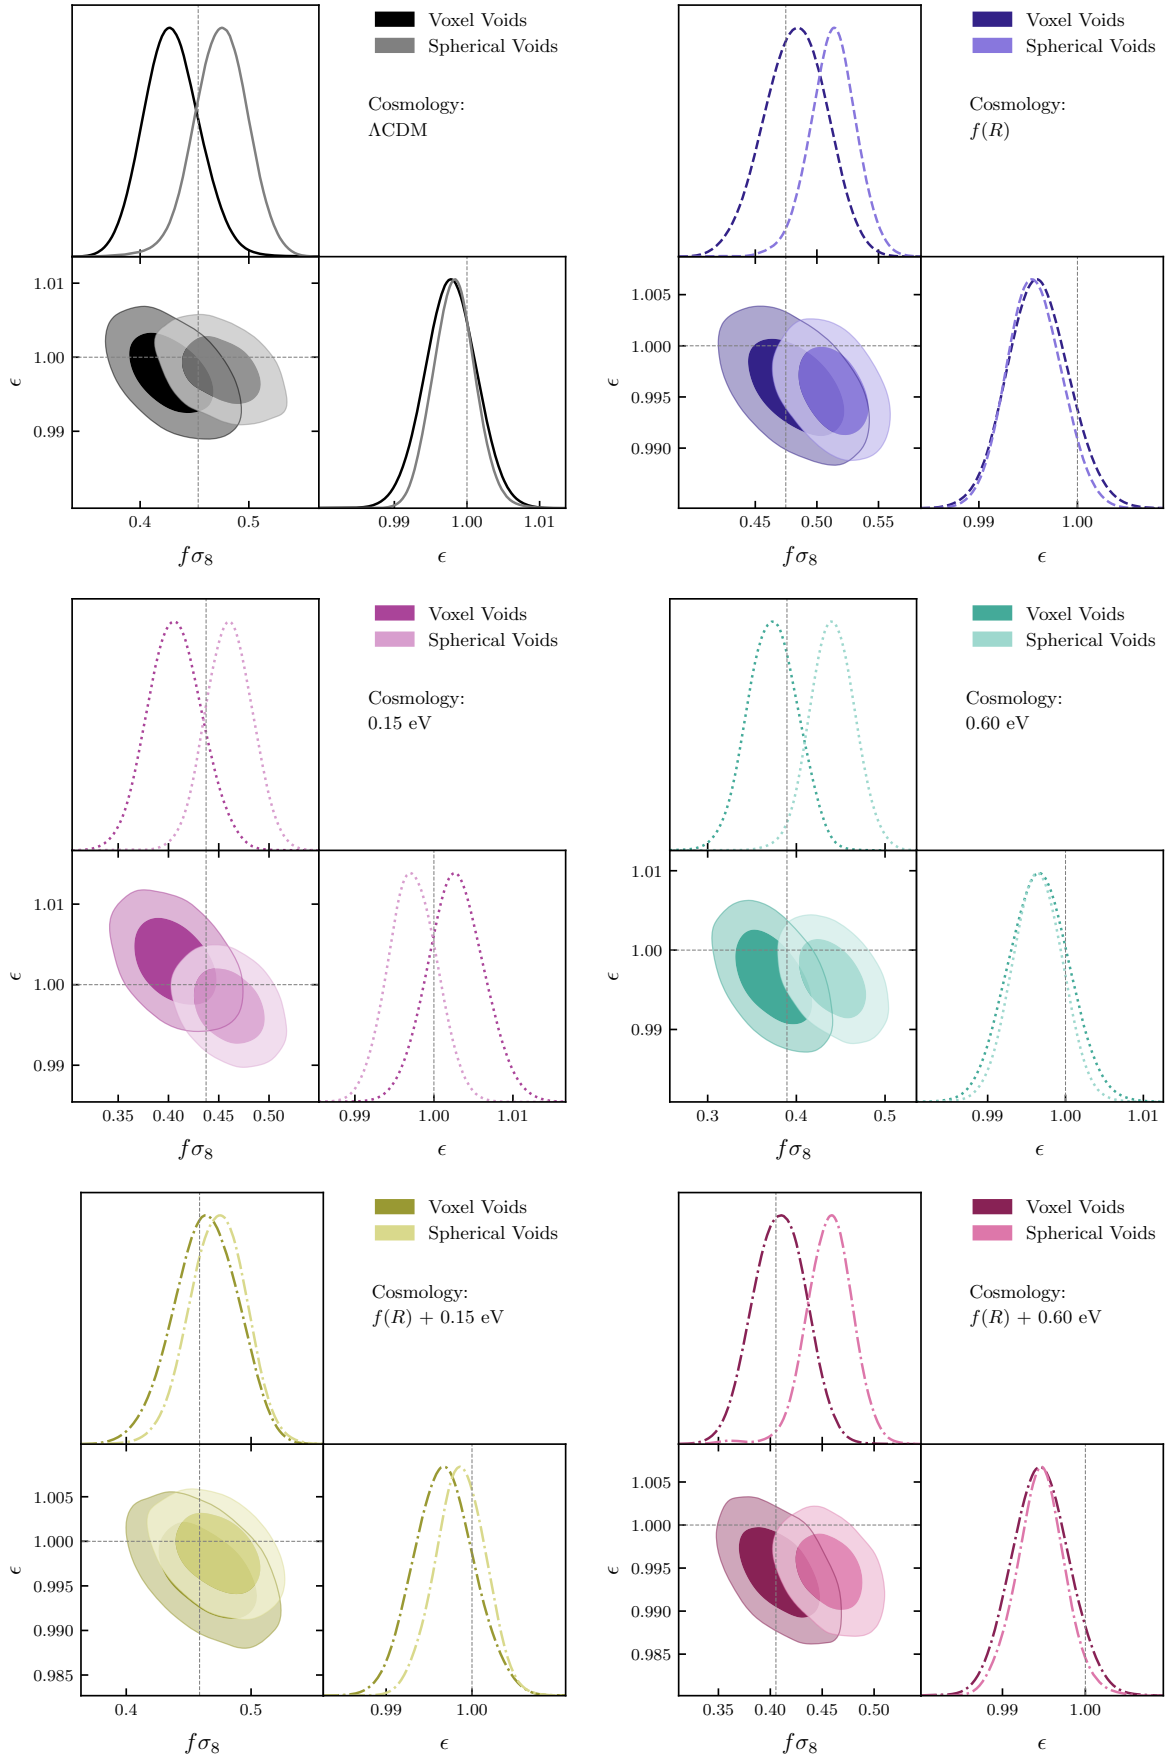 Voxel Voids
Spherical Voids
Cosmology:
ΛCDM
1.01
1.00
0.99
ϵ
0.4
0.5
fσ8
0.99
1.00
1.01
ϵ
Voxel Voids
Spherical Voids
Cosmology:
f(R)
1.005
1.000
0.995
0.990
ϵ
0.45
0.50
0.55
fσ8
0.99
1.00
ϵ
Voxel Voids
Spherical Voids
Cosmology:
0.15 eV
1.01
1.00
0.99
ϵ
0.35
0.40
0.45
0.50
fσ8
0.99
1.00
1.01
ϵ
Voxel Voids
Spherical Voids
Cosmology:
0.60 eV
1.01
1.00
0.99
ϵ
0.3
0.4
0.5
fσ8
0.99
1.00
1.01
ϵ
Voxel Voids
Spherical Voids
Cosmology:
f(R) + 0.15 eV
1.005
1.000
0.995
0.990
0.985
ϵ
0.4
0.5
fσ8
0.99
1.00
ϵ
Voxel Voids
Spherical Voids
Cosmology:
f(R) + 0.60 eV
1.005
1.000
0.995
0.990
0.985
ϵ
0.35
0.40
0.45
0.50
fσ8
0.99
1.00
ϵ